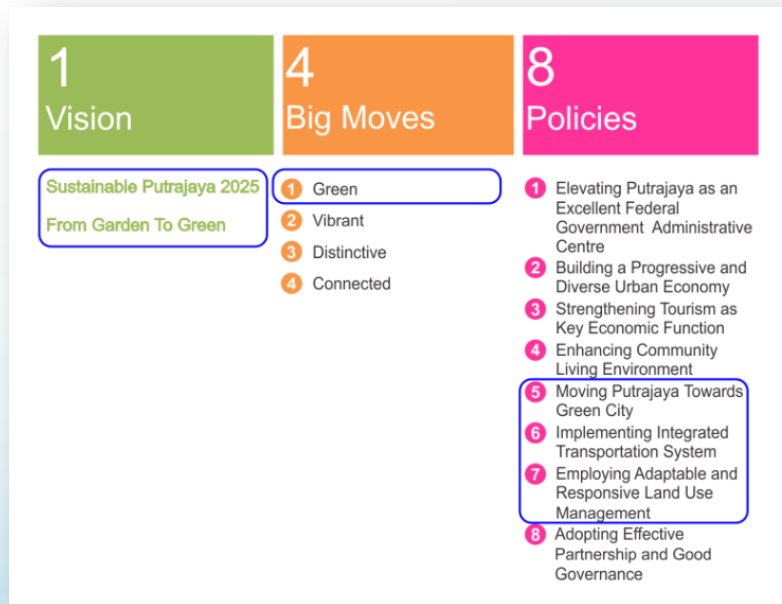 1
Vision
Sustainable Putrajaya 2025
From Garden To Green
4
Big Moves
1 Green
2 Vibrant
3 Distinctive
4 Connected
8
Policies
1 Elevating Putrajaya as an
Excellent Federal
Government Administrative
Centre
2 Building a Progressive and
Diverse Urban Economy
3 Strengthening Tourism as
Key Economic Function
4 Enhancing Community
Living Environment
5 Moving Putrajaya Towards
Green City
6 Implementing Integrated
Transportation System
7 Employing Adaptable and
Responsive Land Use
Management
8 Adopting Effective
Partnership and Good
Governance